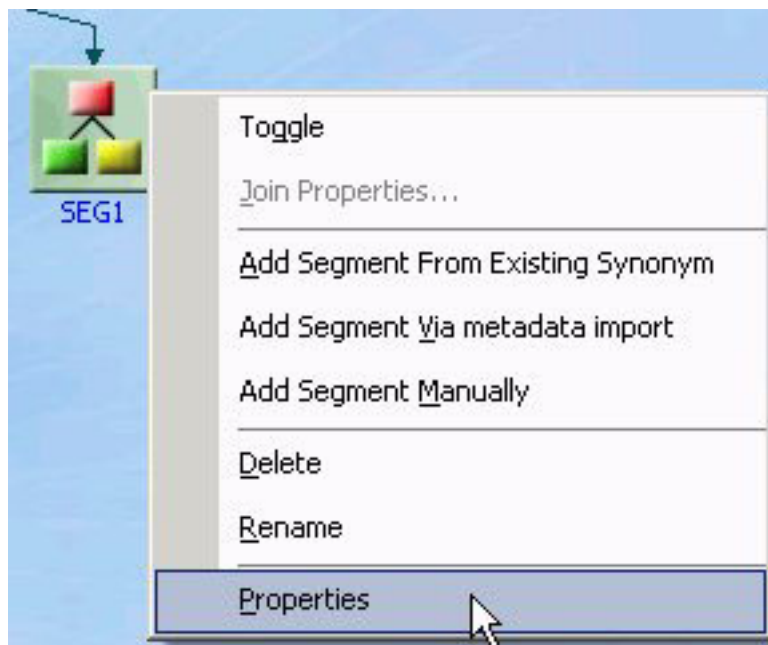 SEG1
Toggle
Join Properties...
Add Segment From Existing Synonym
Add Segment Via metadata import
Add Segment Manually
Delete
Rename
Properties